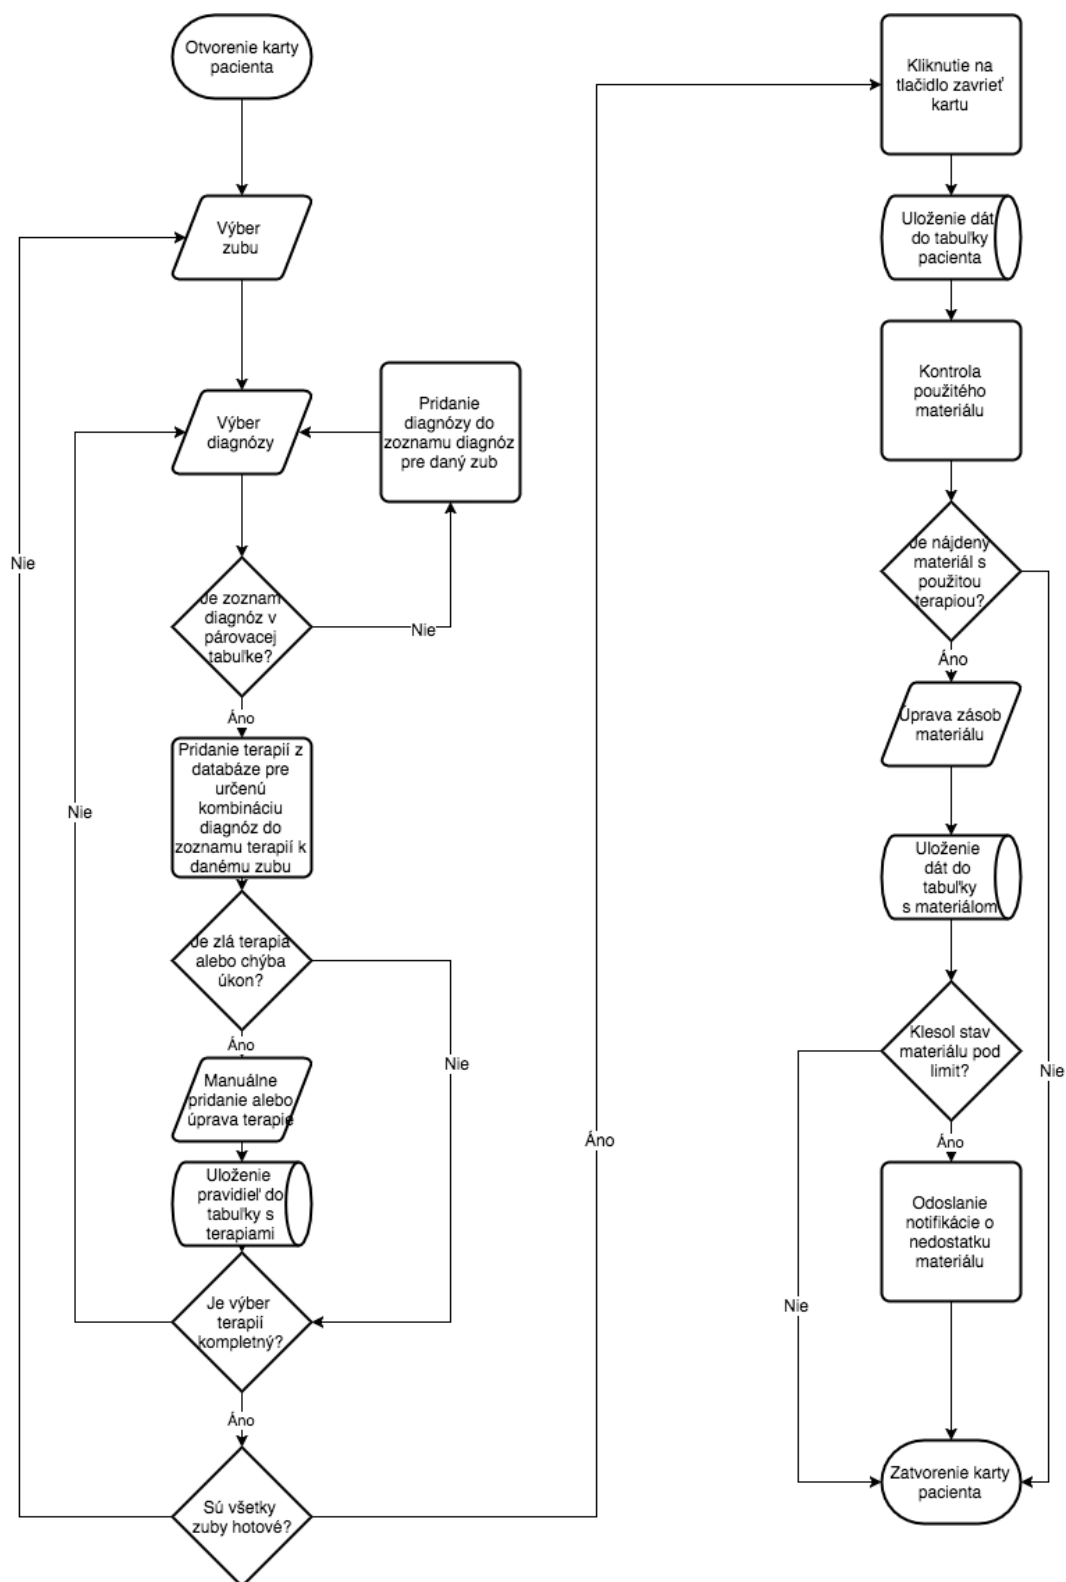 Otvorenie karty
pacienta
Výber
zubu
Výber
diagnózy
Pridanie
diagnózy do
zoznamu diagnóz
pre daný zub
Je zoznam
diagnóz v
párovacej
tabuľke?
Nie
Áno
Pridanie terapií z
databáze pre
určenú
kombináciu
diagnóz do
zoznamu terapií k
danému zubu
Je zlá terapia
alebo chýba
úkon?
Áno
Nie
Manuálne
pridanie alebo
úprava terapie
Uloženie
pravidieľ do
tabuľky s
terapiami
Je výber
terapií
kompletný?
Nie
Áno
Sú všetky
zuby hotové?
Nie
Áno
Kliknutie na
tlačidlo zavrieť
kartu
Uloženie dát
do tabuľky
pacienta
Kontrola
použitého
materiálu
Je nájdený
materiál s
použitou
terapiou?
Áno
Nie
Úprava zásob
materiálu
Uloženie
dát do
tabuľky
s materiálom
Klesol stav
materiálu pod
limit?
Nie
Áno
Odoslanie
notifikácie o
nedostatku
materiálu
Zatvorenie karty
pacienta